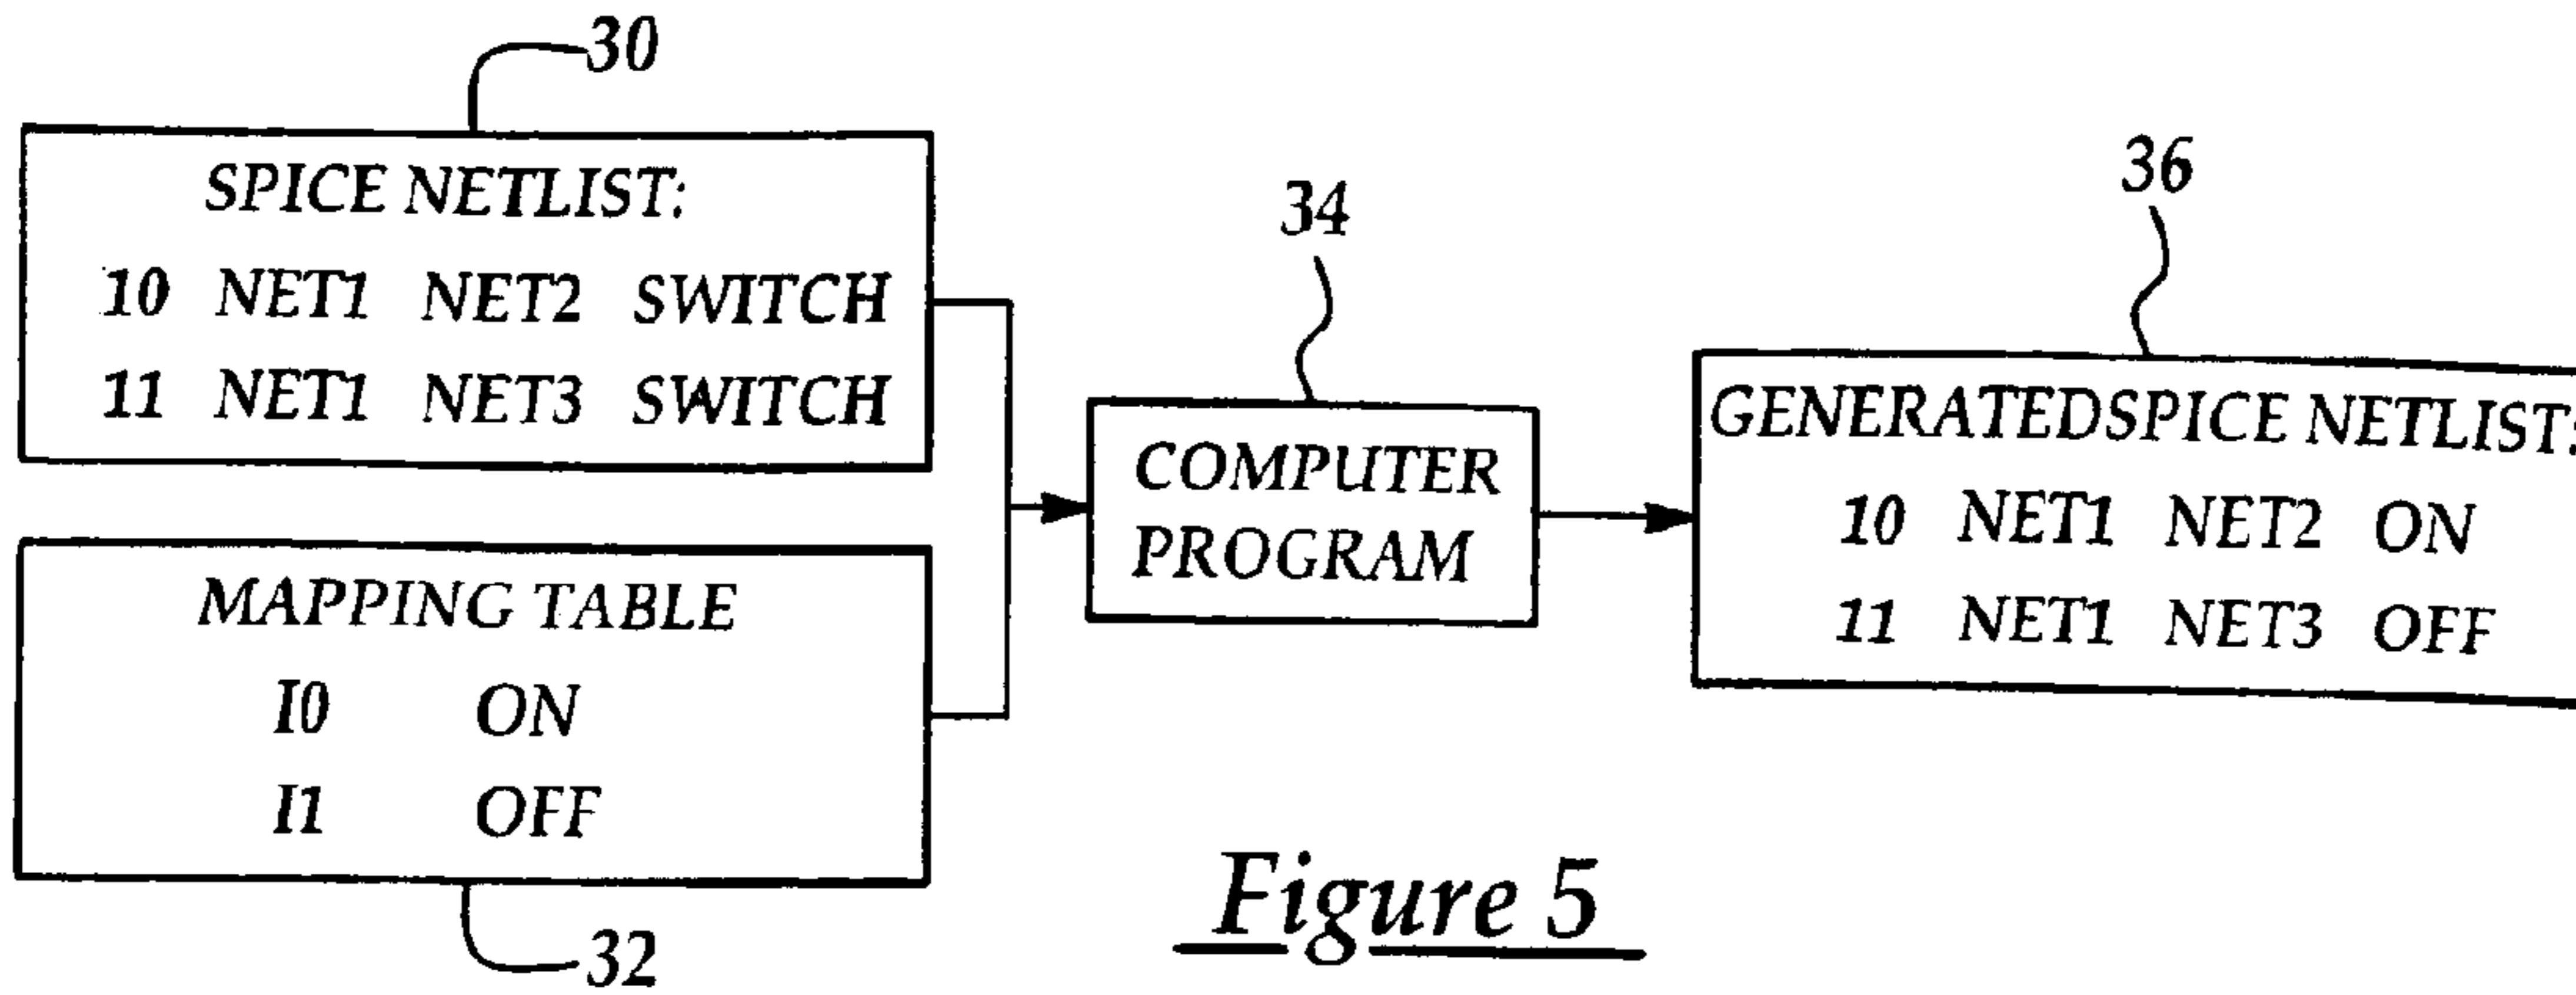 30
SPICE NETLIST:
10 NET1 NET2 SWITCH
11 NET1 NET3 SWITCH
MAPPING TABLE
I0 ON
I1 OFF
32
34
COMPUTER
PROGRAM
36
GENERATEDSPICE NETLIST:
10 NET1 NET2 ON
11 NET1 NET3 OFF
Figure 5